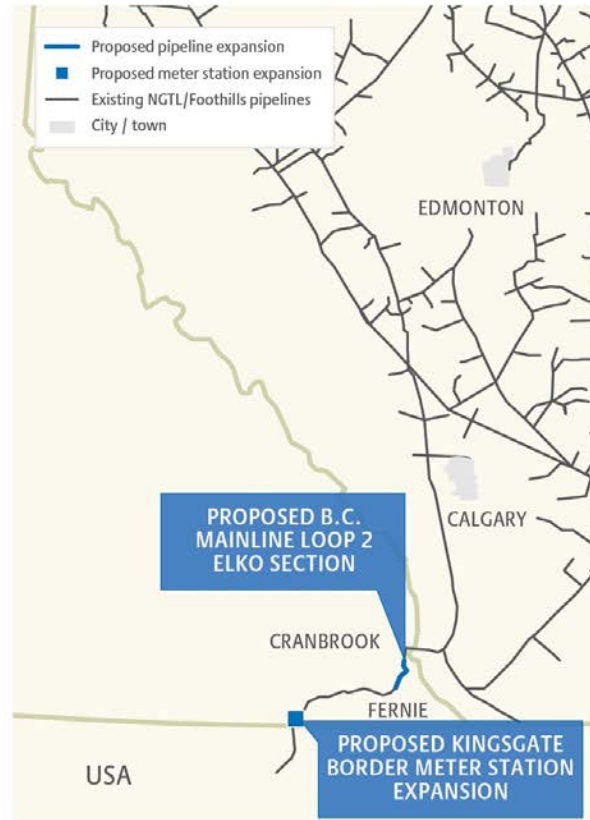 Proposed pipeline expansion
Proposed meter station expansion
Existing NGTL/Foothills pipelines
City / town
EDMONTON
CALGARY
PROPOSED B.C.
MAINLINE LOOP 2
ELKO SECTION
CRANBROOK
FERNIE
PROPOSED KINGSGATE
BORDER METER STATION
EXPANSION
USA